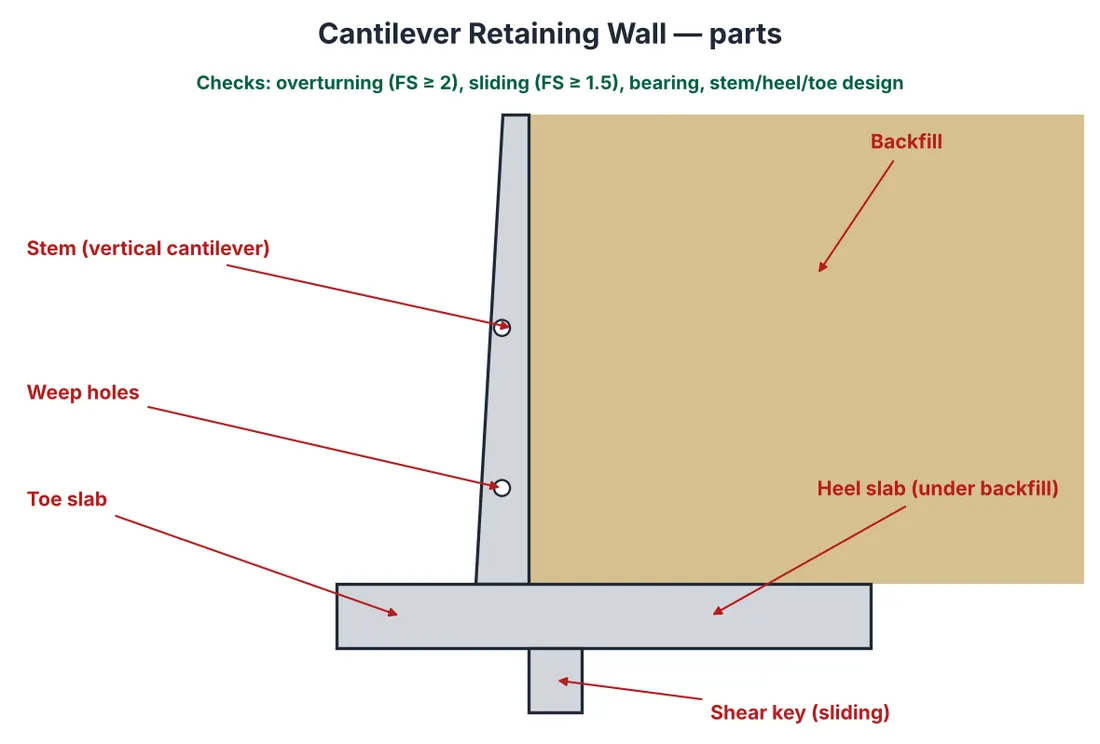 Cantilever Retaining Wall — parts
Checks: overturning (FS ≥ 2), sliding (FS ≥ 1.5), bearing, stem/heel/toe design
Backfill
Stem (vertical cantilever)
Weep holes
Heel slab (under backfill)
Toe slab
Shear key (sliding)